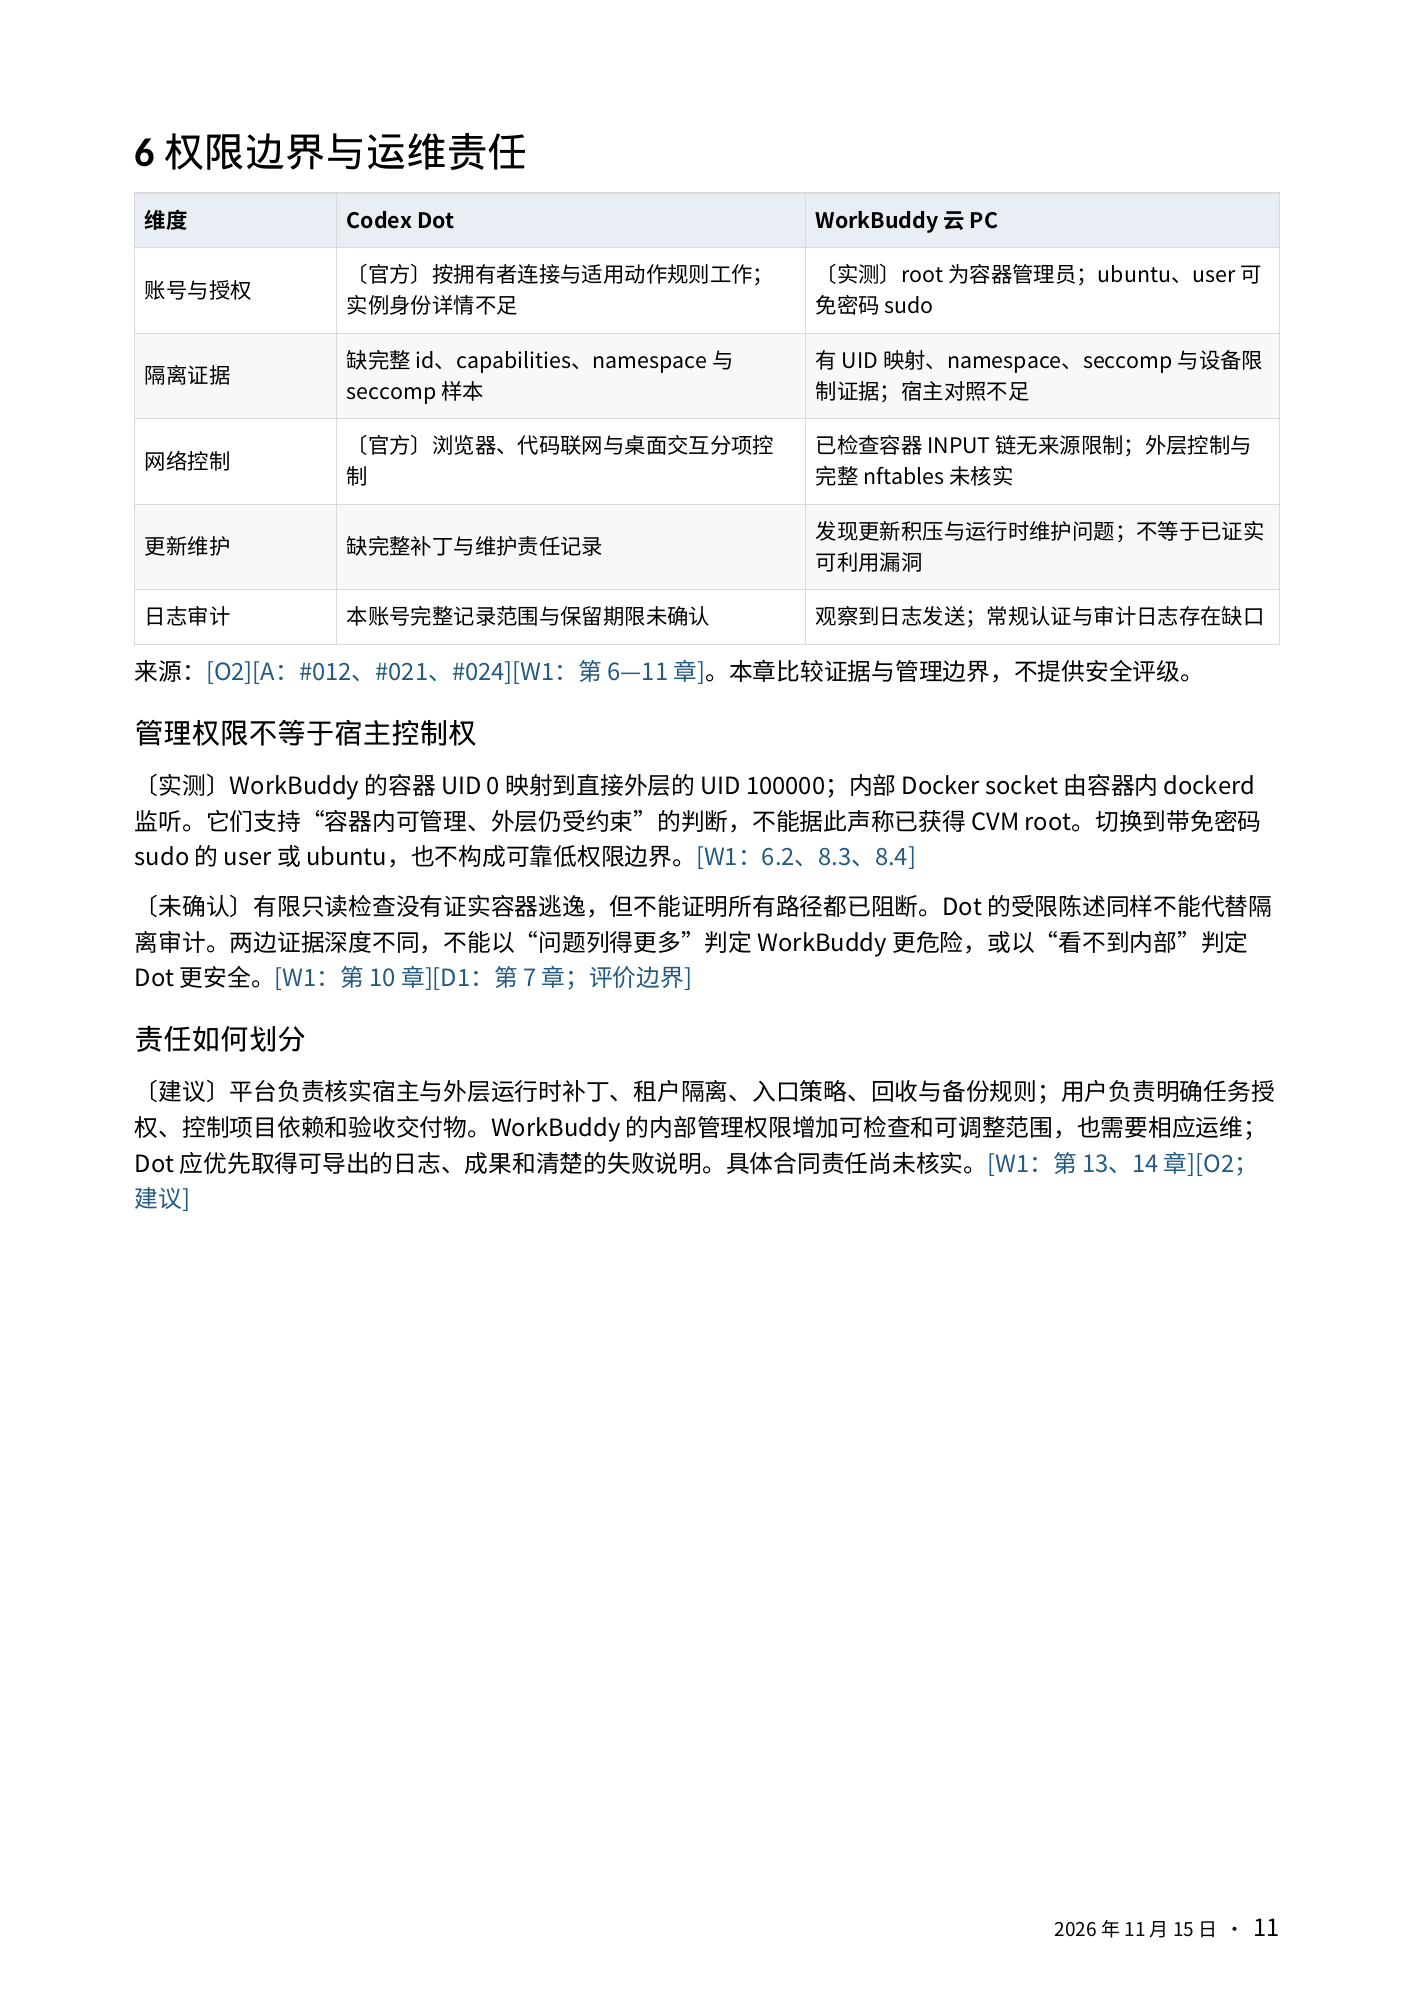 6 权限边界与运维责任
维度 Codex Dot WorkBuddy 云 PC
账号与授权
〔官方〕按拥有者连接与适用动作规则工作；
实例身份详情不足
〔实测〕root 为容器管理员；ubuntu、user 可
免密码 sudo
隔离证据
缺完整 id、capabilities、namespace 与
seccomp 样本
有 UID 映射、namespace、seccomp 与设备限
制证据；宿主对照不足
网络控制
〔官方〕浏览器、代码联网与桌面交互分项控
制
已检查容器 INPUT 链无来源限制；外层控制与
完整 nftables 未核实
更新维护
缺完整补丁与维护责任记录
发现更新积压与运行时维护问题；不等于已证实
可利用漏洞
日志审计
本账号完整记录范围与保留期限未确认
观察到日志发送；常规认证与审计日志存在缺口
来源：[O2][A：#012、#021、#024][W1：第 6—11 章]。本章比较证据与管理边界，不提供安全评级。
管理权限不等于宿主控制权
〔实测〕WorkBuddy 的容器 UID 0 映射到直接外层的 UID 100000；内部 Docker socket 由容器内 dockerd
监听。它们支持“容器内可管理、外层仍受约束”的判断，不能据此声称已获得 CVM root。切换到带免密码
sudo 的 user 或 ubuntu，也不构成可靠低权限边界。[W1：6.2、8.3、8.4]
〔未确认〕有限只读检查没有证实容器逃逸，但不能证明所有路径都已阻断。Dot 的受限陈述同样不能代替隔
离审计。两边证据深度不同，不能以“问题列得更多”判定 WorkBuddy 更危险，或以“看不到内部”判定
Dot 更安全。[W1：第 10 章][D1：第 7 章；评价边界]
责任如何划分
〔建议〕平台负责核实宿主与外层运行时补丁、租户隔离、入口策略、回收与备份规则；用户负责明确任务授
权、控制项目依赖和验收交付物。WorkBuddy 的内部管理权限增加可检查和可调整范围，也需要相应运维；
Dot 应优先取得可导出的日志、成果和清楚的失败说明。具体合同责任尚未核实。[W1：第 13、14 章][O2；
建议]
2026 年 11 月 15 日 · 11